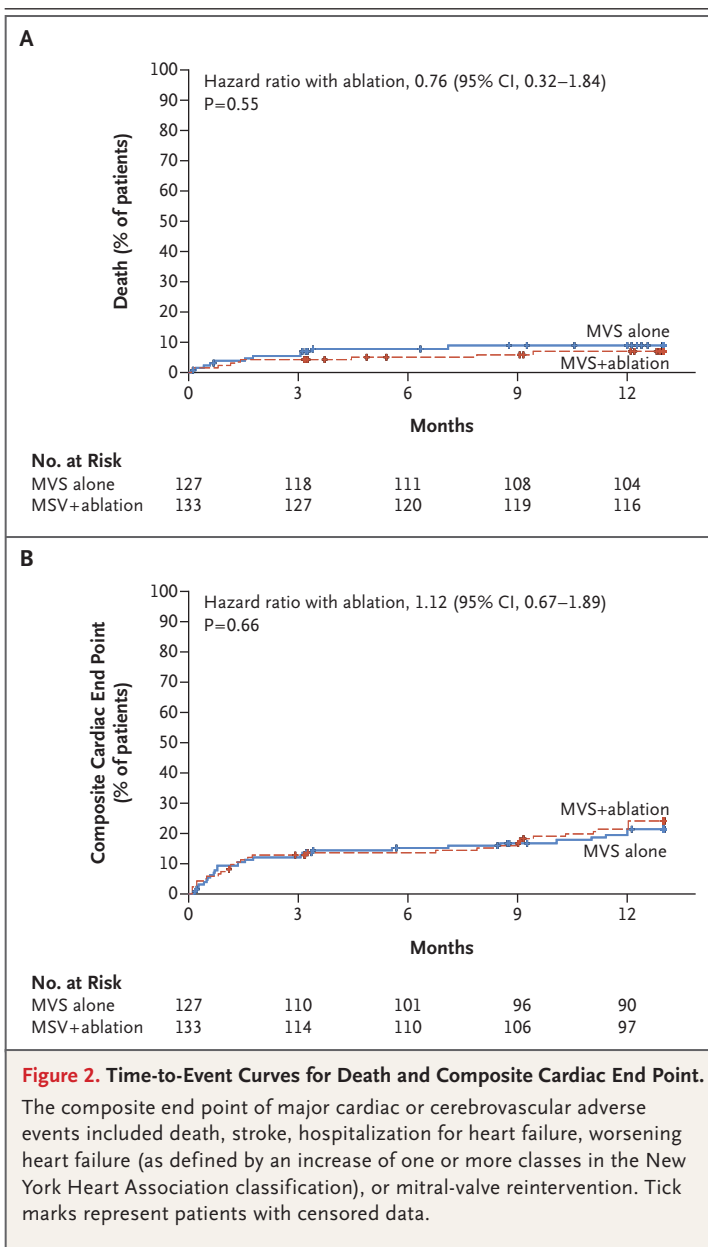 A
Hazard ratio with ablation, 0.76 (95% CI, 0.32–1.84)
P=0.55
Death (% of patients)
100
90
80
70
60
50
40
30
20
10
0
MVS alone
MVS+ablation
0 3 6 9 12
Months
No. at Risk
MVS alone 127 118 111 108 104
MSV+ablation 133 127 120 119 116
B
Hazard ratio with ablation, 1.12 (95% CI, 0.67–1.89)
P=0.66
Composite Cardiac End Point
(% of patients)
100
90
80
70
60
50
40
30
20
10
0
MVS+ablation
MVS alone
0 3 6 9 12
Months
No. at Risk
MVS alone 127 110 101 96 90
MSV+ablation 133 114 110 106 97
Figure 2. Time-to-Event Curves for Death and Composite Cardiac End Point.
The composite end point of major cardiac or cerebrovascular adverse
events included death, stroke, hospitalization for heart failure, worsening
heart failure (as defined by an increase of one or more classes in the New
York Heart Association classification), or mitral-valve reintervention. Tick
marks represent patients with censored data.